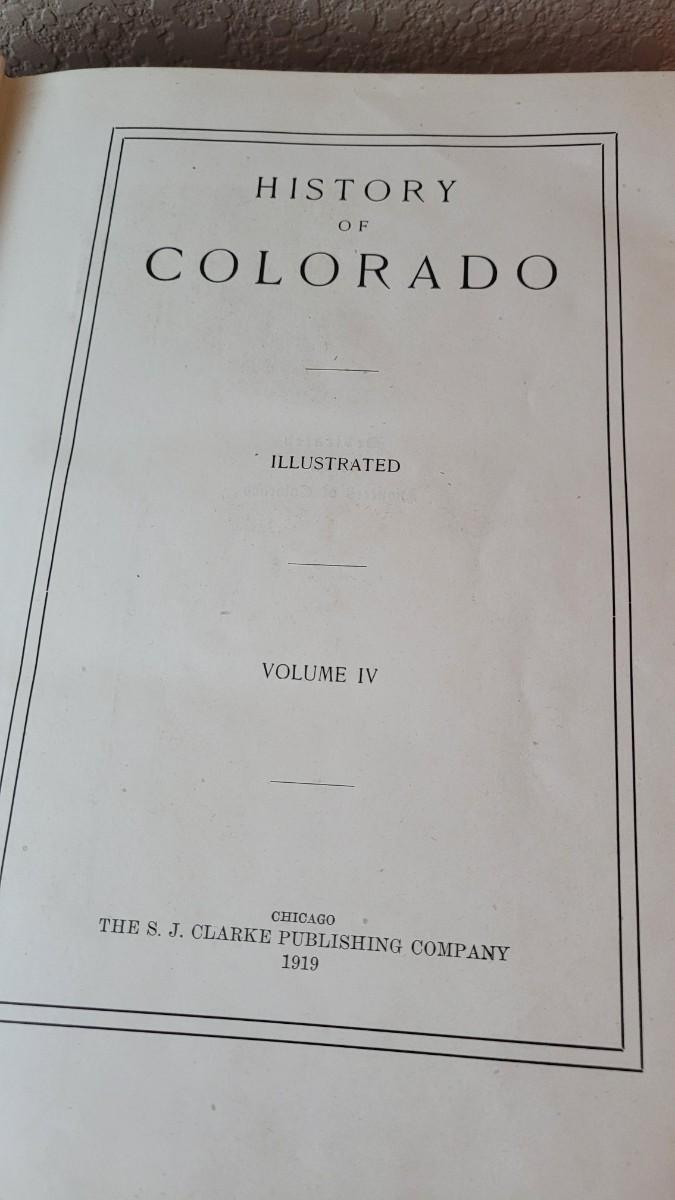 HISTORY
OF
COLORADO
ILLUSTRATED
VOLUME IV
CHICAGO
THE S. J. CLARKE PUBLISHING COMPANY
1919